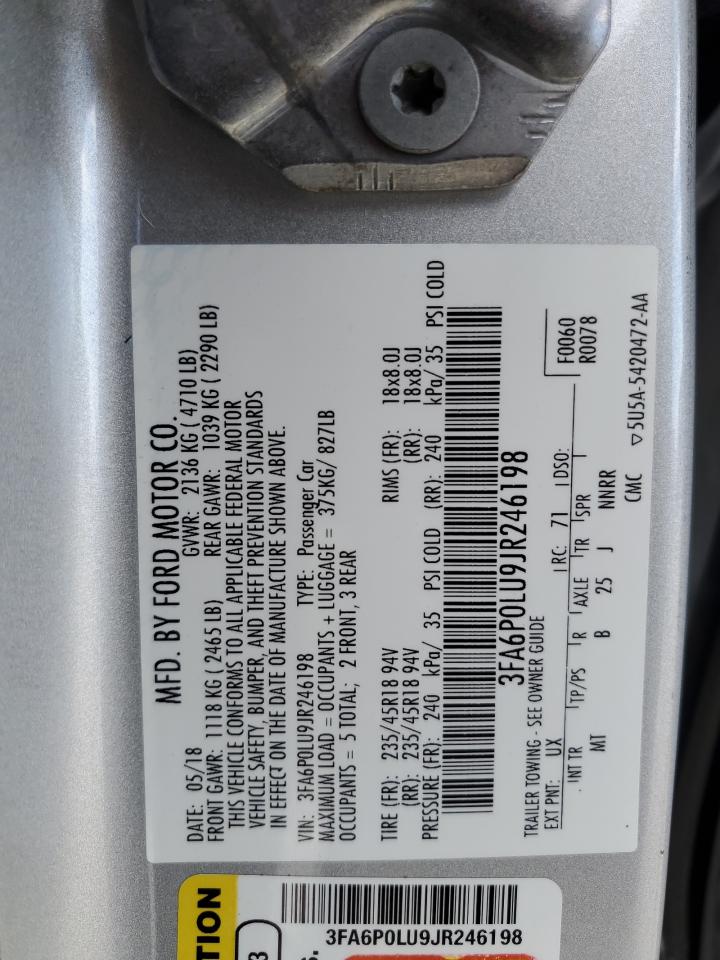 MFD. BY FORD MOTOR CO.
DATE: 05/18 GVWR: 2136 KG ( 4710 LB)
FRONT GAWR: 1118 KG ( 2465 LB) REAR GAWR: 1039 KG ( 2290 LB)
THIS VEHICLE CONFORMS TO ALL APPLICABLE FEDERAL MOTOR
VEHICLE SAFETY, BUMPER, AND THEFT PREVENTION STANDARDS
IN EFFECT ON THE DATE OF MANUFACTURE SHOWN ABOVE.
VIN: 3FA6P0LU9JR246198 TYPE: Passenger Car
MAXIMUM LOAD = OCCUPANTS + LUGGAGE = 375KG/ 827LB
OCCUPANTS = 5 TOTAL; 2 FRONT, 3 REAR
TIRE (FR): 235/45R18 94V RIMS (FR): 18x8.0J
(RR): 235/45R18 94V (RR): 18x8.0J
PRESSURE (FR): 240 kPa/ 35 PSI COLD (RR): 240 kPa/ 35 PSI COLD
3FA6P0LU9JR246198
TRAILER TOWING - SEE OWNER GUIDE
EXT PNT: UX RC: 71 DSO: F0060
R0078
INT TR TP/PS R AXLE TR SPR
MT B 25 J NNRR
CMC ▽5U5A-5420472-AA
TION
3
S.
3FA6P0LU9JR246198